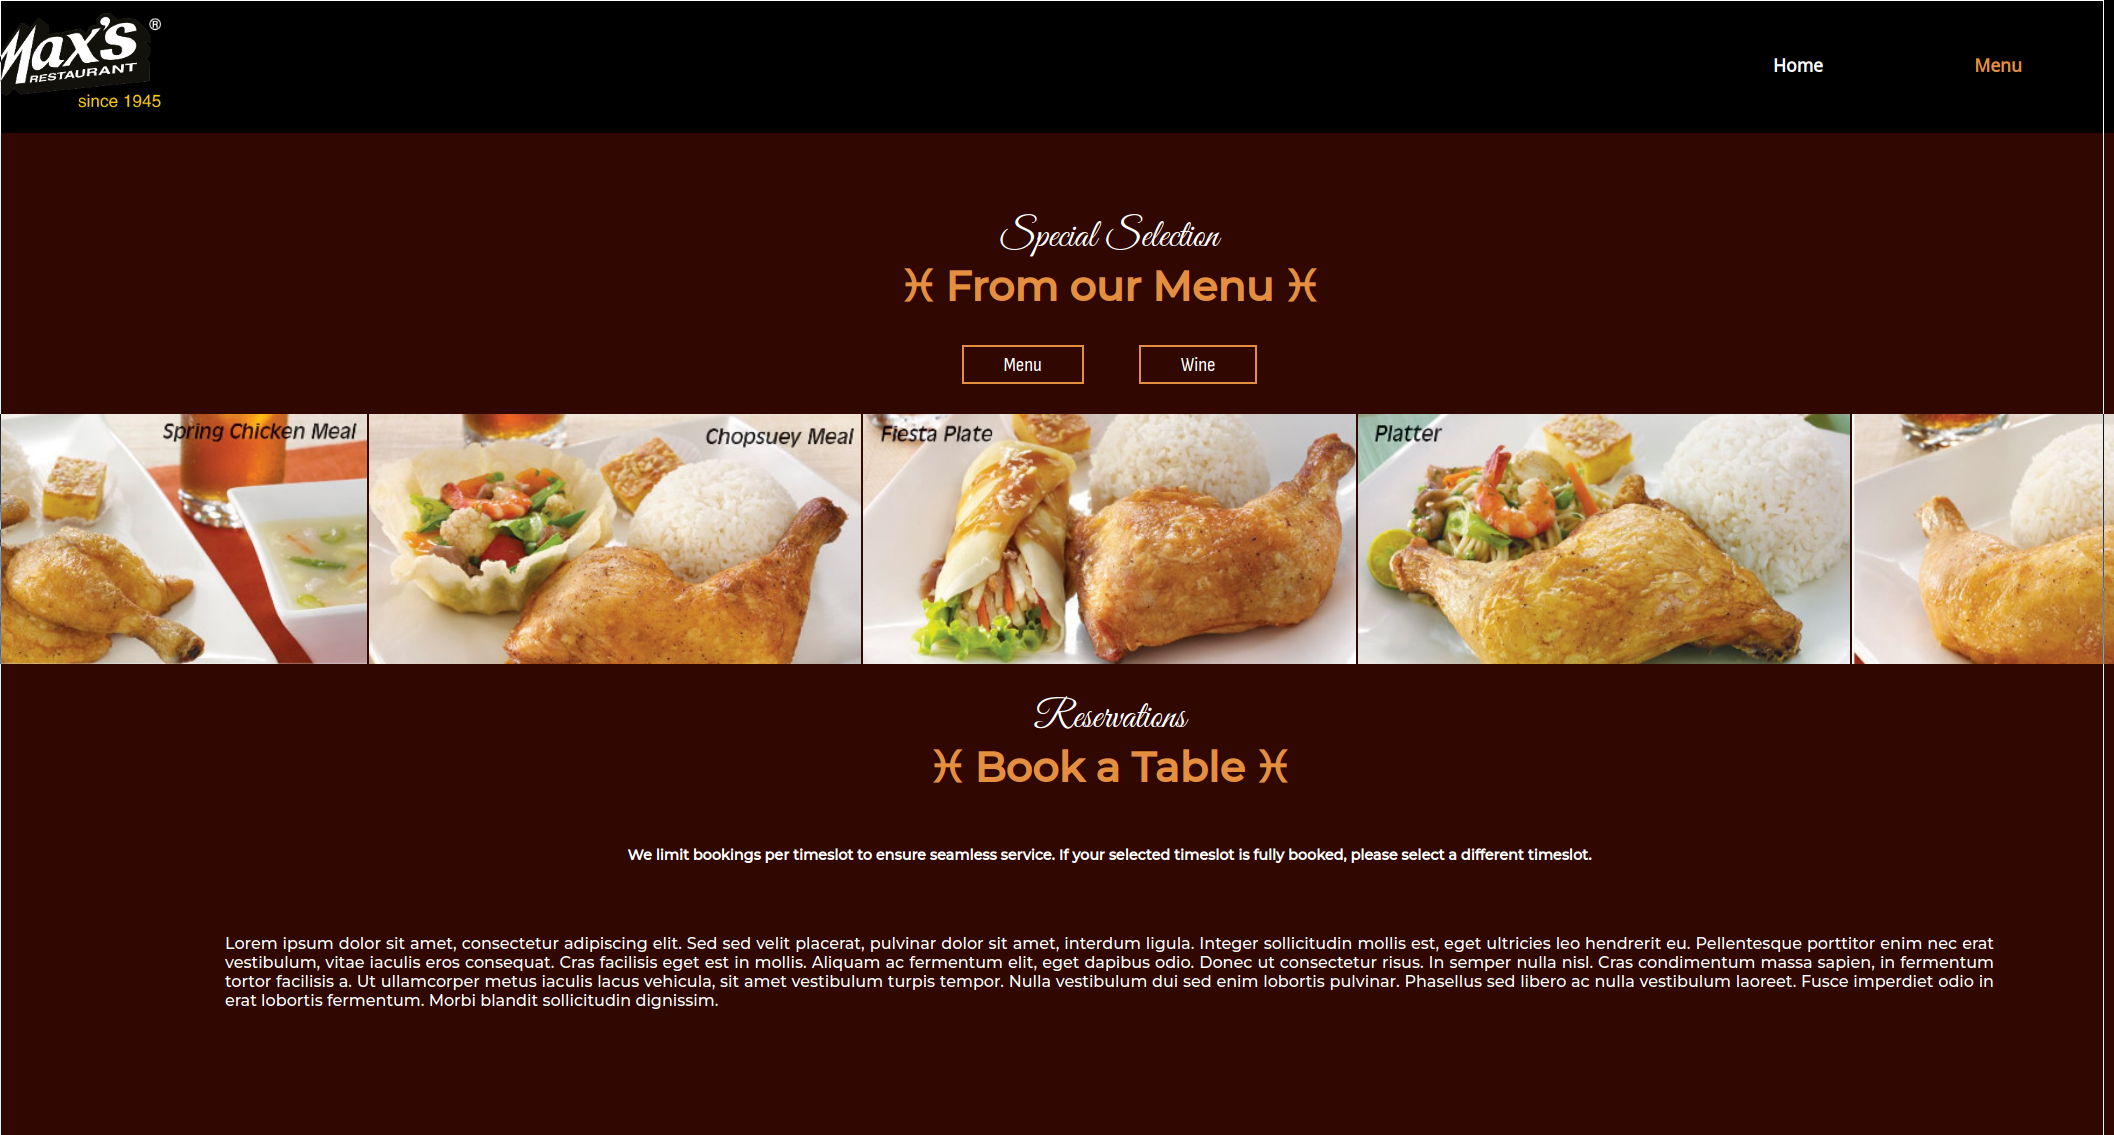 Max's ®
RESTAURANT
since 1945
Home Menu
Special Selection
♓ From our Menu ♓
Menu Wine
Spring Chicken Meal Chopsuey Meal Fiesta Plate Platter
Reservations
♓ Book a Table ♓
We limit bookings per timeslot to ensure seamless service. If your selected timeslot is fully booked, please select a different timeslot.
Lorem ipsum dolor sit amet, consectetur adipiscing elit. Sed sed velit placerat, pulvinar dolor sit amet, interdum ligula. Integer sollicitudin mollis est, eget ultricies leo hendrerit eu. Pellentesque porttitor enim nec erat
vestibulum, vitae iaculis eros consequat. Cras facilisis eget est in mollis. Aliquam ac fermentum elit, eget dapibus odio. Donec ut consectetur risus. In semper nulla nisl. Cras condimentum massa sapien, in fermentum
tortor facilisis a. Ut ullamcorper metus iaculis lacus vehicula, sit amet vestibulum turpis tempor. Nulla vestibulum dui sed enim lobortis pulvinar. Phasellus sed libero ac nulla vestibulum laoreet. Fusce imperdiet odio in
erat lobortis fermentum. Morbi blandit sollicitudin dignissim.